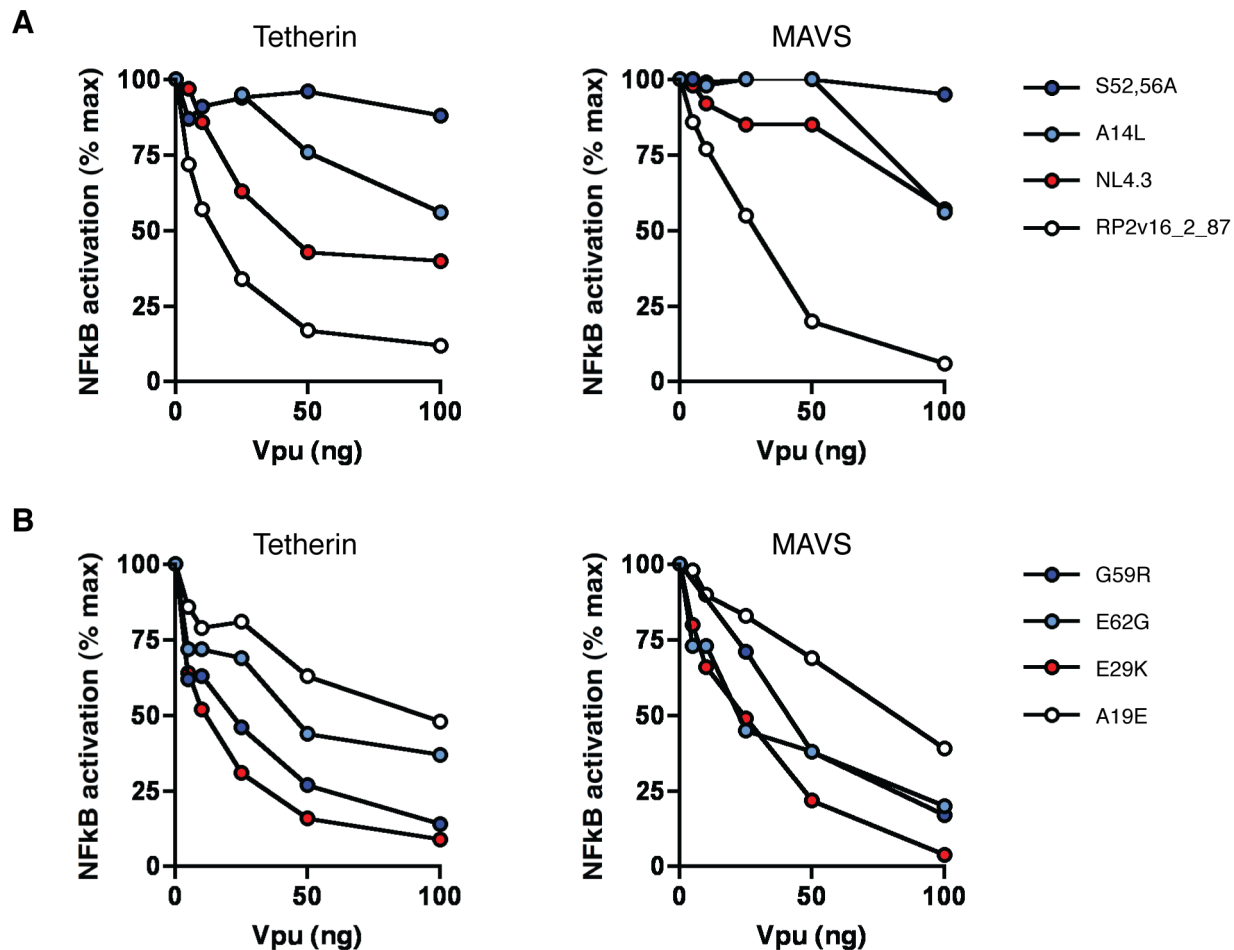 A
Tetherin
NFkB activation (% max)
100
75
50
25
0
0 50 100
Vpu (ng)
MAVS
NFkB activation (% max)
100
75
50
25
0
0 50 100
Vpu (ng)
S52,56A
A14L
NL4.3
RP2v16_2_87
B
Tetherin
NFkB activation (% max)
100
75
50
25
0
0 50 100
Vpu (ng)
MAVS
NFkB activation (% max)
100
75
50
25
0
0 50 100
Vpu (ng)
G59R
E62G
E29K
A19E